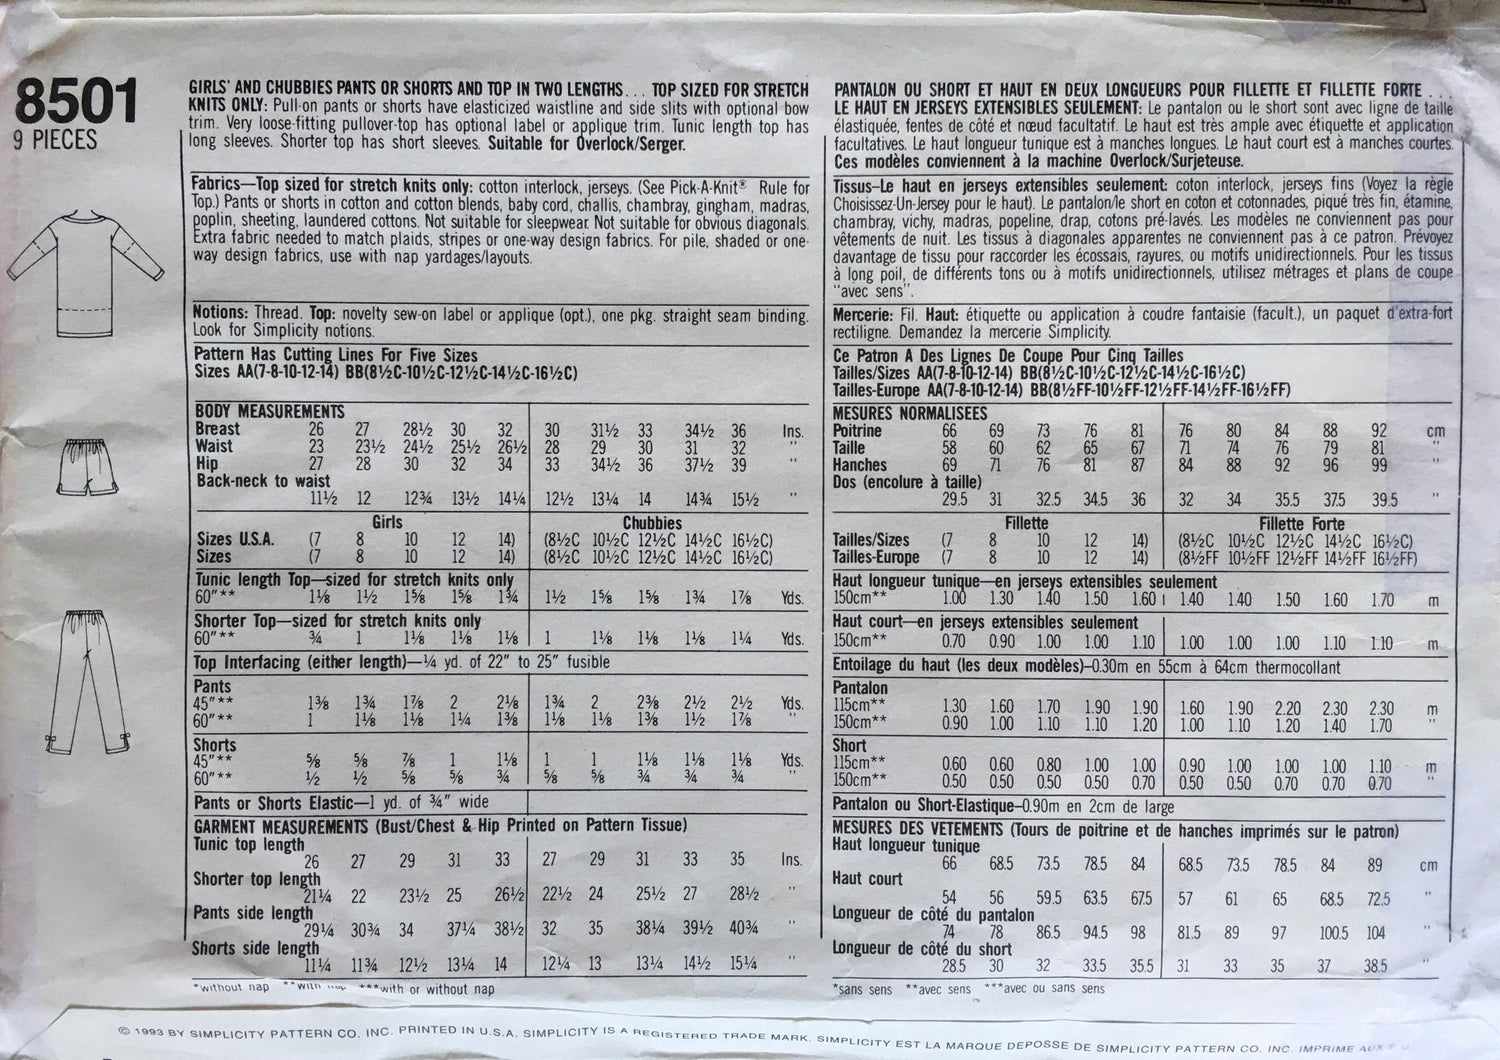 8501
9 PIECES
GIRLS' AND CHUBBIES PANTS OR SHORTS AND TOP IN TWO LENGTHS... TOP SIZED FOR STRETCH
KNITS ONLY: Pull-on pants or shorts have elasticized waistline and side slits with optional bow
trim. Very loose-fitting pullover-top has optional label or applique trim. Tunic length top has
long sleeves. Shorter top has short sleeves. Suitable for Overlock/Serger.
Fabrics—Top sized for stretch knits only: cotton interlock, jerseys. (See Pick-A-Knit® Rule for
Top.) Pants or shorts in cotton and cotton blends, baby cord, challis, chambray, gingham, madras,
poplin, sheeting, laundered cottons. Not suitable for sleepwear. Not suitable for obvious diagonals.
Extra fabric needed to match plaids, stripes or one-way design fabrics. For pile, shaded or one-
way design fabrics, use with nap yardages/layouts.
Notions: Thread. Top: novelty sew-on label or applique (opt.), one pkg. straight seam binding.
Look for Simplicity notions.
Pattern Has Cutting Lines For Five Sizes
Sizes AA(7-8-10-12-14) BB(8½C-10½C-12½C-14½C-16½C)
BODY MEASUREMENTS
Breast 26 27 28½ 30 32 30 31½ 33 34½ 36 Ins.
Waist 23 23½ 24½ 25½ 26½ 28 29 30 31 32 "
Hip 27 28 30 32 34 33 34½ 36 37½ 39 "
Back-neck to waist
11½ 12 12¾ 13½ 14¼ 12½ 13¼ 14 14¾ 15½ "
Girls Chubbies
Sizes U.S.A. (7 8 10 12 14) (8½C 10½C 12½C 14½C 16½C)
Sizes (7 8 10 12 14) (8½C 10½C 12½C 14½C 16½C)
Tunic length Top—sized for stretch knits only
60"** 1⅛ 1½ 1⅝ 1⅝ 1¾ 1½ 1⅝ 1⅝ 1¾ 1⅞ Yds.
Shorter Top—sized for stretch knits only
60"** ¾ 1 1⅛ 1⅛ 1⅛ 1 1⅛ 1⅛ 1⅛ 1¼ Yds.
Top Interfacing (either length)—¼ yd. of 22" to 25" fusible
Pants
45"** 1⅜ 1¾ 1⅞ 2 2⅛ 1¾ 2 2⅜ 2½ 2½ Yds.
60"** 1 1⅛ 1⅛ 1¼ 1⅜ 1⅛ 1⅛ 1⅜ 1½ 1⅞ "
Shorts
45"** ⅝ ⅝ ⅞ 1 1⅛ 1 1 1⅛ 1⅛ 1⅛ Yds.
60"** ½ ½ ⅝ ⅝ ¾ ⅝ ⅝ ¾ ¾ ¾ "
Pants or Shorts Elastic—1 yd. of ¾" wide
GARMENT MEASUREMENTS (Bust/Chest & Hip Printed on Pattern Tissue)
Tunic top length
26 27 29 31 33 27 29 31 33 35 Ins.
Shorter top length
21¼ 22 23½ 25 26½ 22½ 24 25½ 27 28½ "
Pants side length
29¼ 30¾ 34 37¼ 38½ 32 35 38¼ 39½ 40¾ "
Shorts side length
11¼ 11¾ 12½ 13¼ 14 12¼ 13 13¼ 14½ 15¼ "
*without nap **with nap ***with or without nap
PANTALON OU SHORT ET HAUT EN DEUX LONGUEURS POUR FILLETTE ET FILLETTE FORTE ...
LE HAUT EN JERSEYS EXTENSIBLES SEULEMENT: Le pantalon ou le short sont avec ligne de taille
élastiquée, fentes de côté et nœud facultatif. Le haut est très ample avec étiquette et application
facultatives. Le haut longueur tunique est à manches longues. Le haut court est à manches courtes.
Ces modèles conviennent à la machine Overlock/Surjeteuse.
Tissus—Le haut en jerseys extensibles seulement: coton interlock, jerseys fins (Voyez la règle
Choisissez-Un-Jersey pour le haut). Le pantalon/le short en coton et cotonnades, piqué très fin, étamine,
chambray, vichy, madras, popeline, drap, cotons pré-lavés. Les modèles ne conviennent pas pour
vêtements de nuit. Les tissus à diagonales apparentes ne conviennent pas à ce patron. Prévoyez
davantage de tissu pour raccorder les écossais, rayures, ou motifs unidirectionnels. Pour les tissus
à long poil, de différents tons ou à motifs unidirectionnels, utilisez métrages et plans de coupe
"avec sens".
Mercerie: Fil. Haut: étiquette ou application à coudre fantaisie (facult.), un paquet d'extra-fort
rectiligne. Demandez la mercerie Simplicity.
Ce Patron A Des Lignes De Coupe Pour Cinq Tailles
Tailles/Sizes AA(7-8-10-12-14) BB(8½C-10½C-12½C-14½C-16½C)
Tailles-Europe AA(7-8-10-12-14) BB(8½FF-10½FF-12½FF-14½FF-16½FF)
MESURES NORMALISEES
Poitrine 66 69 73 76 81 76 80 84 88 92 cm
Taille 58 60 62 65 67 71 74 76 79 81 "
Hanches 69 71 76 81 87 84 88 92 96 99 "
Dos (encolure à taille)
29.5 31 32.5 34.5 36 32 34 35.5 37.5 39.5 "
Fillette Fillette Forte
Tailles/Sizes (7 8 10 12 14) (8½C 10½C 12½C 14½C 16½C)
Tailles-Europe (7 8 10 12 14) (8½FF 10½FF 12½FF 14½FF 16½FF)
Haut longueur tunique—en jerseys extensibles seulement
150cm** 1.00 1.30 1.40 1.50 1.60 1.40 1.40 1.50 1.60 1.70 m
Haut court—en jerseys extensibles seulement
150cm** 0.70 0.90 1.00 1.00 1.10 1.00 1.00 1.00 1.10 1.10 m
Entoilage du haut (les deux modèles)–0.30m en 55cm à 64cm thermocollant
Pantalon
115cm** 1.30 1.60 1.70 1.90 1.90 1.60 1.90 2.20 2.30 2.30 m
150cm** 0.90 1.00 1.10 1.10 1.20 1.00 1.10 1.20 1.40 1.70 "
Short
115cm** 0.60 0.60 0.80 1.00 1.00 0.90 1.00 1.00 1.00 1.10 m
150cm** 0.50 0.50 0.50 0.50 0.70 0.50 0.50 0.70 0.70 0.70 "
Pantalon ou Short-Elastique–0.90m en 2cm de large
MESURES DES VETEMENTS (Tours de poitrine et de hanches imprimés sur le patron)
Haut longueur tunique
66 68.5 73.5 78.5 84 68.5 73.5 78.5 84 89 cm
Haut court
54 56 59.5 63.5 67.5 57 61 65 68.5 72.5 "
Longueur de côté du pantalon
74 78 86.5 94.5 98 81.5 89 97 100.5 104 "
Longueur de côté du short
28.5 30 32 33.5 35.5 31 33 35 37 38.5 "
*sans sens **avec sens ***avec ou sans sens
© 1993 BY SIMPLICITY PATTERN CO. INC. PRINTED IN U.S.A. SIMPLICITY IS A REGISTERED TRADE MARK. SIMPLICITY EST LA MARQUE DEPOSSE DE SIMPLICITY PATTERN CO. INC. IMPRIME AUX